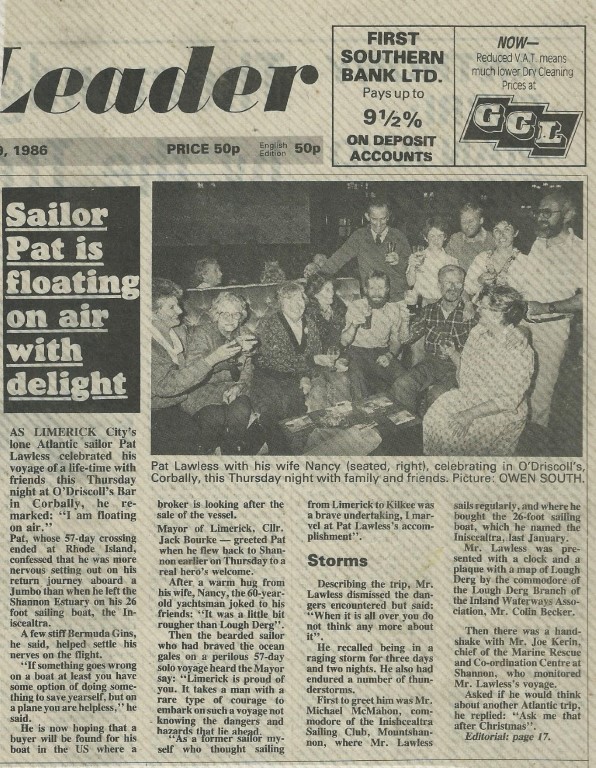 Leader
9, 1986
PRICE 50p
English
Edition
50p
FIRST
SOUTHERN
BANK LTD.
Pays up to
9½%
ON DEPOSIT
ACCOUNTS
NOW—
Reduced V.A.T. means
much lower Dry Cleaning
Prices at
GCL
Sailor
Pat is
floating
on air
with
delight
Pat Lawless with his wife Nancy (seated, right), celebrating in O'Driscoll's,
Corbally, this Thursday night with family and friends. Picture: OWEN SOUTH.
AS LIMERICK City's
lone Atlantic sailor Pat
Lawless celebrated his
voyage of a life-time with
friends this Thursday
night at O'Driscoll's Bar
in Corbally, he re-
marked: "I am floating
on air."
Pat, whose 57-day crossing
ended at Rhode Island,
confessed that he was more
nervous setting out on his
return journey aboard a
Jumbo than when he left the
Shannon Estuary on his 26
foot sailing boat, the In-
iscealtra.
A few stiff Bermuda Gins,
he said, helped settle his
nerves on the flight.
"If something goes wrong
on a boat at least you have
some option of doing some-
thing to save yearself, but on
a plane you are helpless," he
said.
He is now hoping that a
buyer will be found for his
boat in the US where a
broker is looking after the
sale of the vessel.
Mayor of Limerick, Cllr.
Jack Bourke — greeted Pat
when he flew back to Shan-
non earlier on Thursday to a
real hero's welcome.
After a warm hug from
his wife, Nancy, the 60-year-
old yachtsman joked to his
friends: "It was a little bit
rougher than Lough Derg".
Then the bearded sailor
who had braved the ocean
gales on a perilous 57-day
solo voyage heard the Mayor
say: "Limerick is proud of
you. It takes a man with a
rare type of courage to
embark on such a voyage not
knowing the dangers and
hazards that lie ahead.
"As a former sailor my-
self who thought sailing
from Limerick to Kilkee was
a brave undertaking, I mar-
vel at Pat Lawless's accom-
plishment".
Storms
Describing the trip, Mr.
Lawless dismissed the dan-
gers encountered but said:
"When it is all over you do
not think any more about
it".
He recalled being in a
raging storm for three days
and two nights. He also had
endured a number of thun-
derstorms.
First to greet him was Mr.
Michael McMahon, com-
modore of the Inishcealtra
Sailing Club, Mountshan-
non, where Mr. Lawless
sails regularly, and where he
bought the 26-foot sailing
boat, which he named the
Iniscealtra, last January.
Mr. Lawless was pre-
sented with a clock and a
plaque with a map of Lough
Derg by the commodore of
the Lough Derg Branch of
the Inland Waterways Asso-
ciation, Mr. Colin Becker.
Then there was a hand-
shake with Mr. Joe Kerin,
chief of the Marine Rescue
and Co-ordination Centre at
Shannon, who monitored
Mr. Lawless's voyage.
Asked if he would think
about another Atlantic trip,
he replied: "Ask me that
after Christmas".
Editorial: page 17.